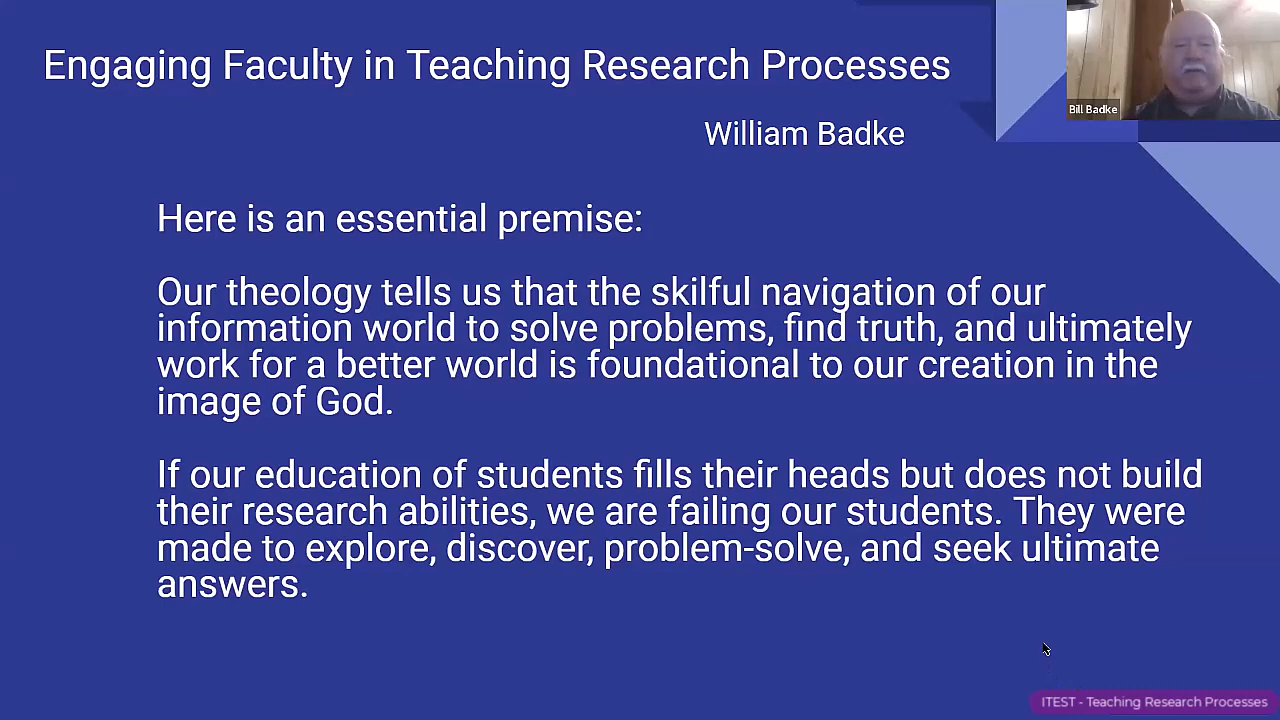 Engaging Faculty in Teaching Research Processes
William Badke
Bill Badke
Here is an essential premise:
Our theology tells us that the skilful navigation of our
information world to solve problems, find truth, and ultimately
work for a better world is foundational to our creation in the
image of God.
If our education of students fills their heads but does not build
their research abilities, we are failing our students. They were
made to explore, discover, problem-solve, and seek ultimate
answers.
ITEST - Teaching Research Processes